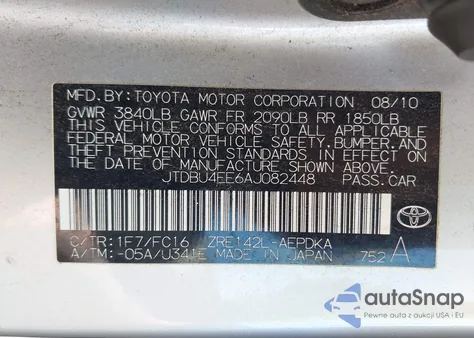 MFD.BY:TOYOTA MOTOR CORPORATION 08/10
GVWR 3840LB GAWR FR 2090LB RR 1850LB
THIS VEHICLE CONFORMS TO ALL APPLICABLE
FEDERAL MOTOR VEHICLE SAFETY,BUMPER,AND
THEFT PREVENTION STANDARDS IN EFFECT ON
THE DATE OF MANUFACTURE SHOWN ABOVE.
JTDBU4EE6AJ082448 PASS.CAR
TOYOTA
C/TR:1F7/FC16 ZRE142L-AEPDKA
A/TM:-05A/U341E MADE IN JAPAN 752 A
autaSnap
Pewne auta z aukcji w USA i EU